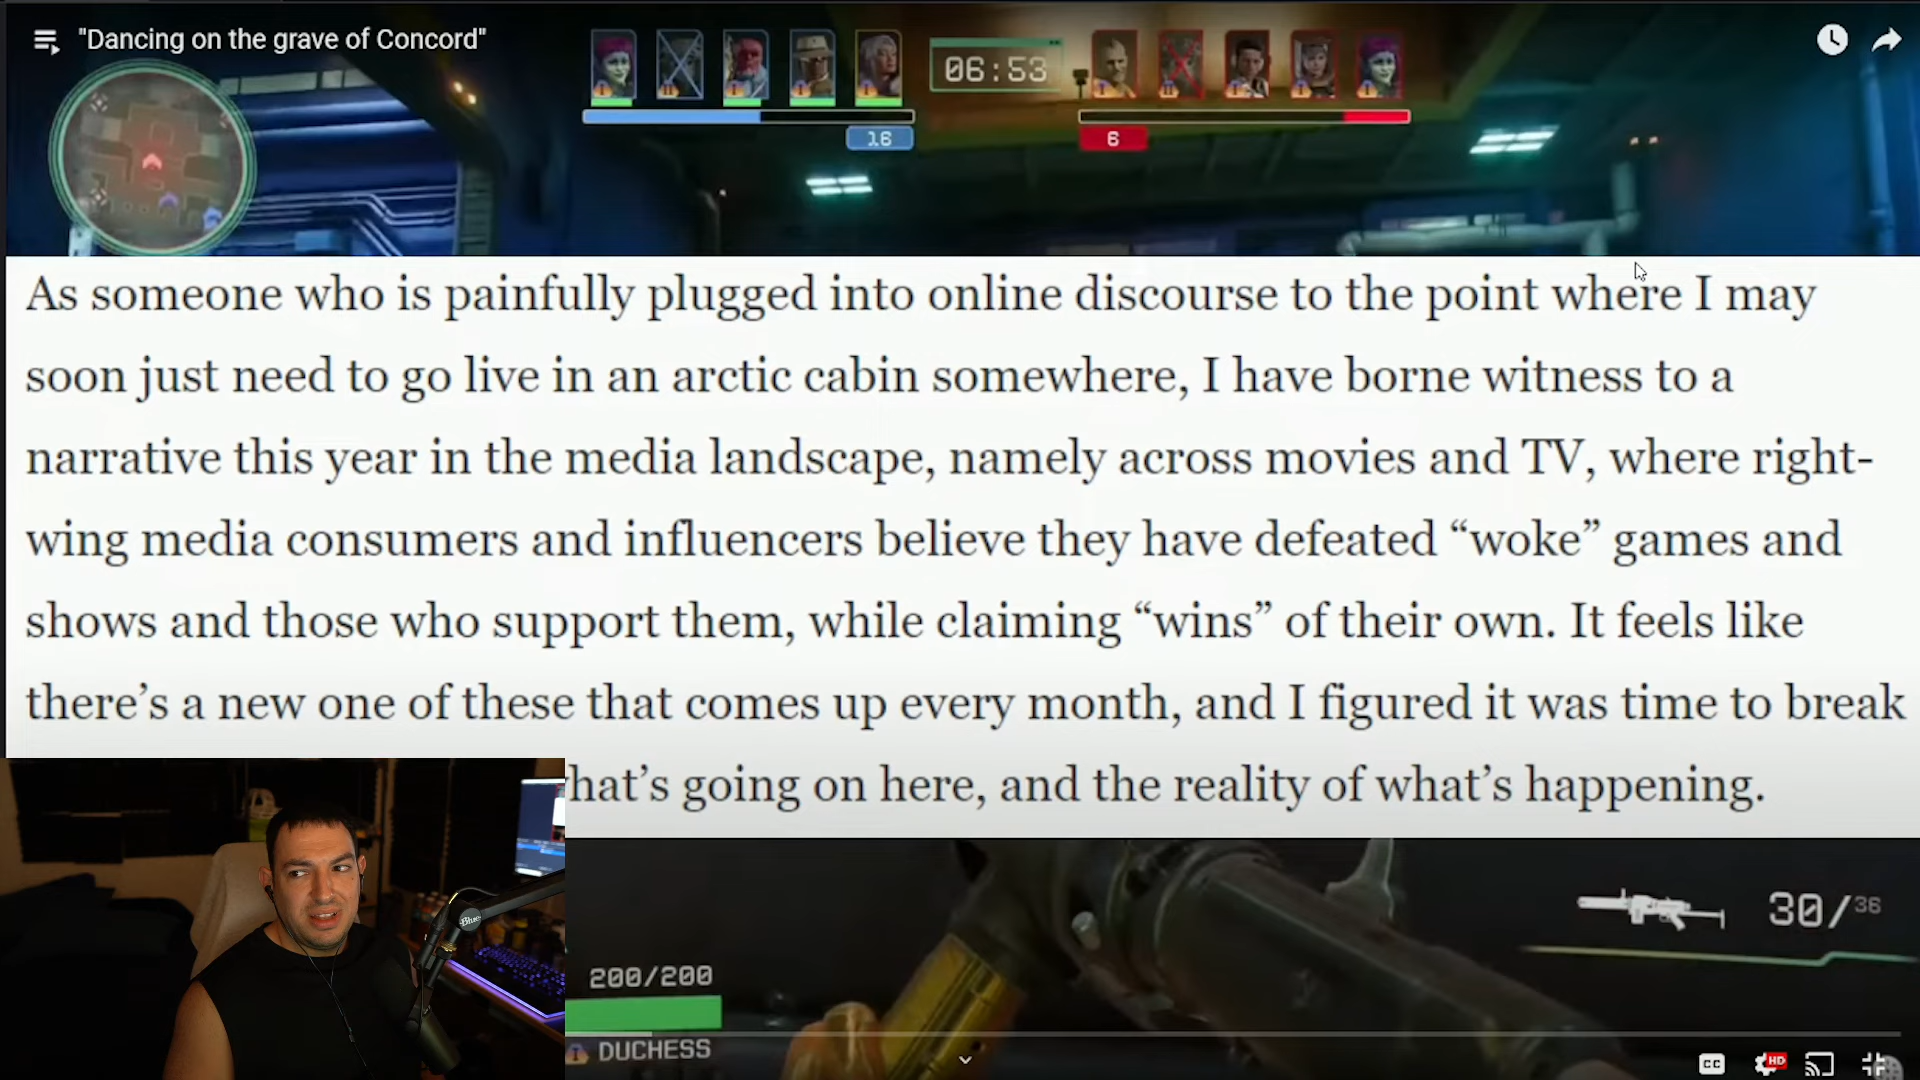 "Dancing on the grave of Concord"
06:53
16
6
As someone who is painfully plugged into online discourse to the point where I may
soon just need to go live in an arctic cabin somewhere, I have borne witness to a
narrative this year in the media landscape, namely across movies and TV, where right-
wing media consumers and influencers believe they have defeated “woke” games and
shows and those who support them, while claiming “wins” of their own. It feels like
there’s a new one of these that comes up every month, and I figured it was time to break
hat’s going on here, and the reality of what’s happening.
Blue
30/36
200/200
DUCHESS
CC
HD